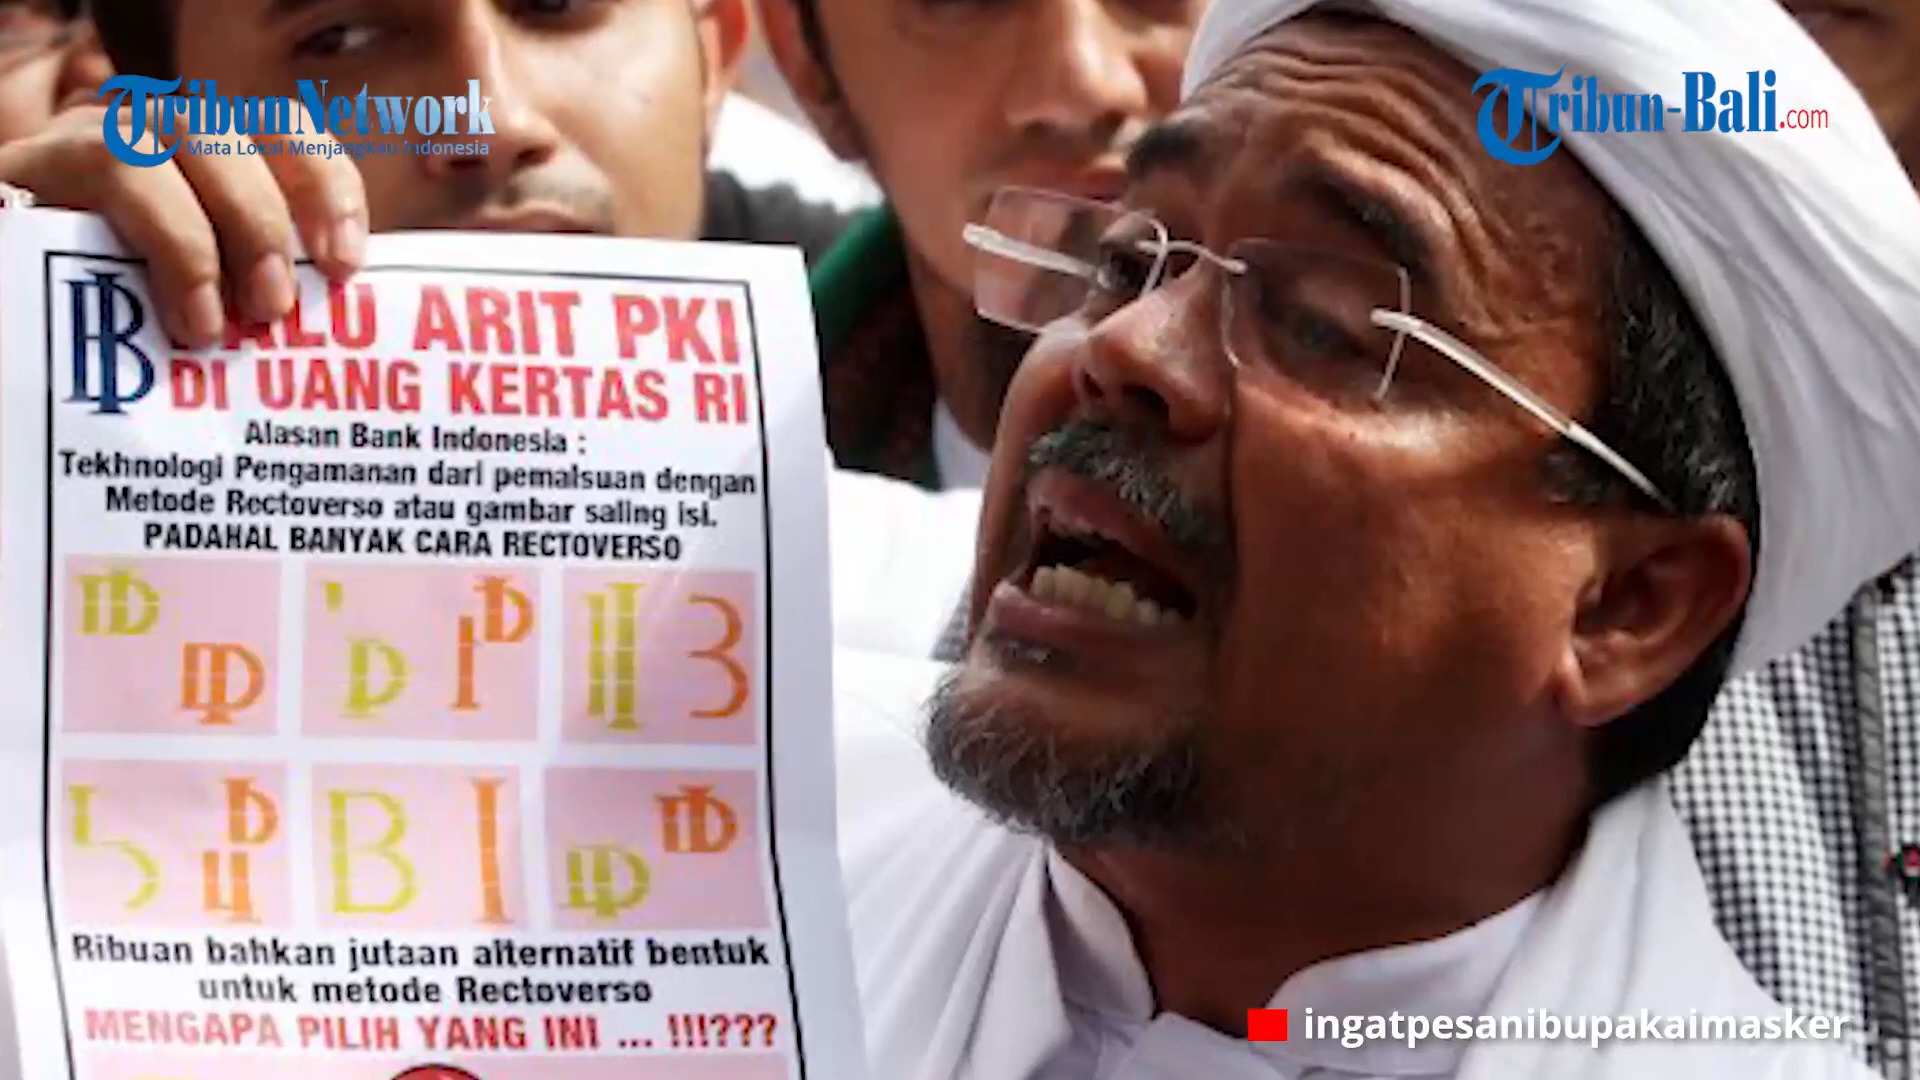 TribunNetwork
Mata Lokal Menjangkau Indonesia
Tribun-Bali.com
ALU ARIT PKI
DI UANG KERTAS RI
Alasan Bank Indonesia :
Tekhnologi Pengamanan dari pemalsuan dengan
Metode Rectoverso atau gambar saling isi.
PADAHAL BANYAK CARA RECTOVERSO
Ribuan bahkan jutaan alternatif bentuk
untuk metode Rectoverso
MENGAPA PILIH YANG INI ... !!!???
ingatpesanibupakaimasker